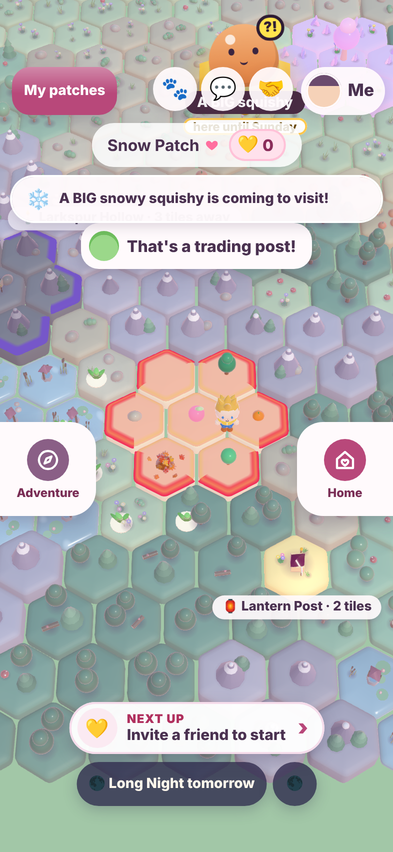 ?!
My patches
Me
A BIG squishy
here until Sunday
Snow Patch
0
A BIG snowy squishy is coming to visit!
That's a trading post!
Adventure
Home
Lantern Post · 2 tiles
NEXT UP
Invite a friend to start
Long Night tomorrow